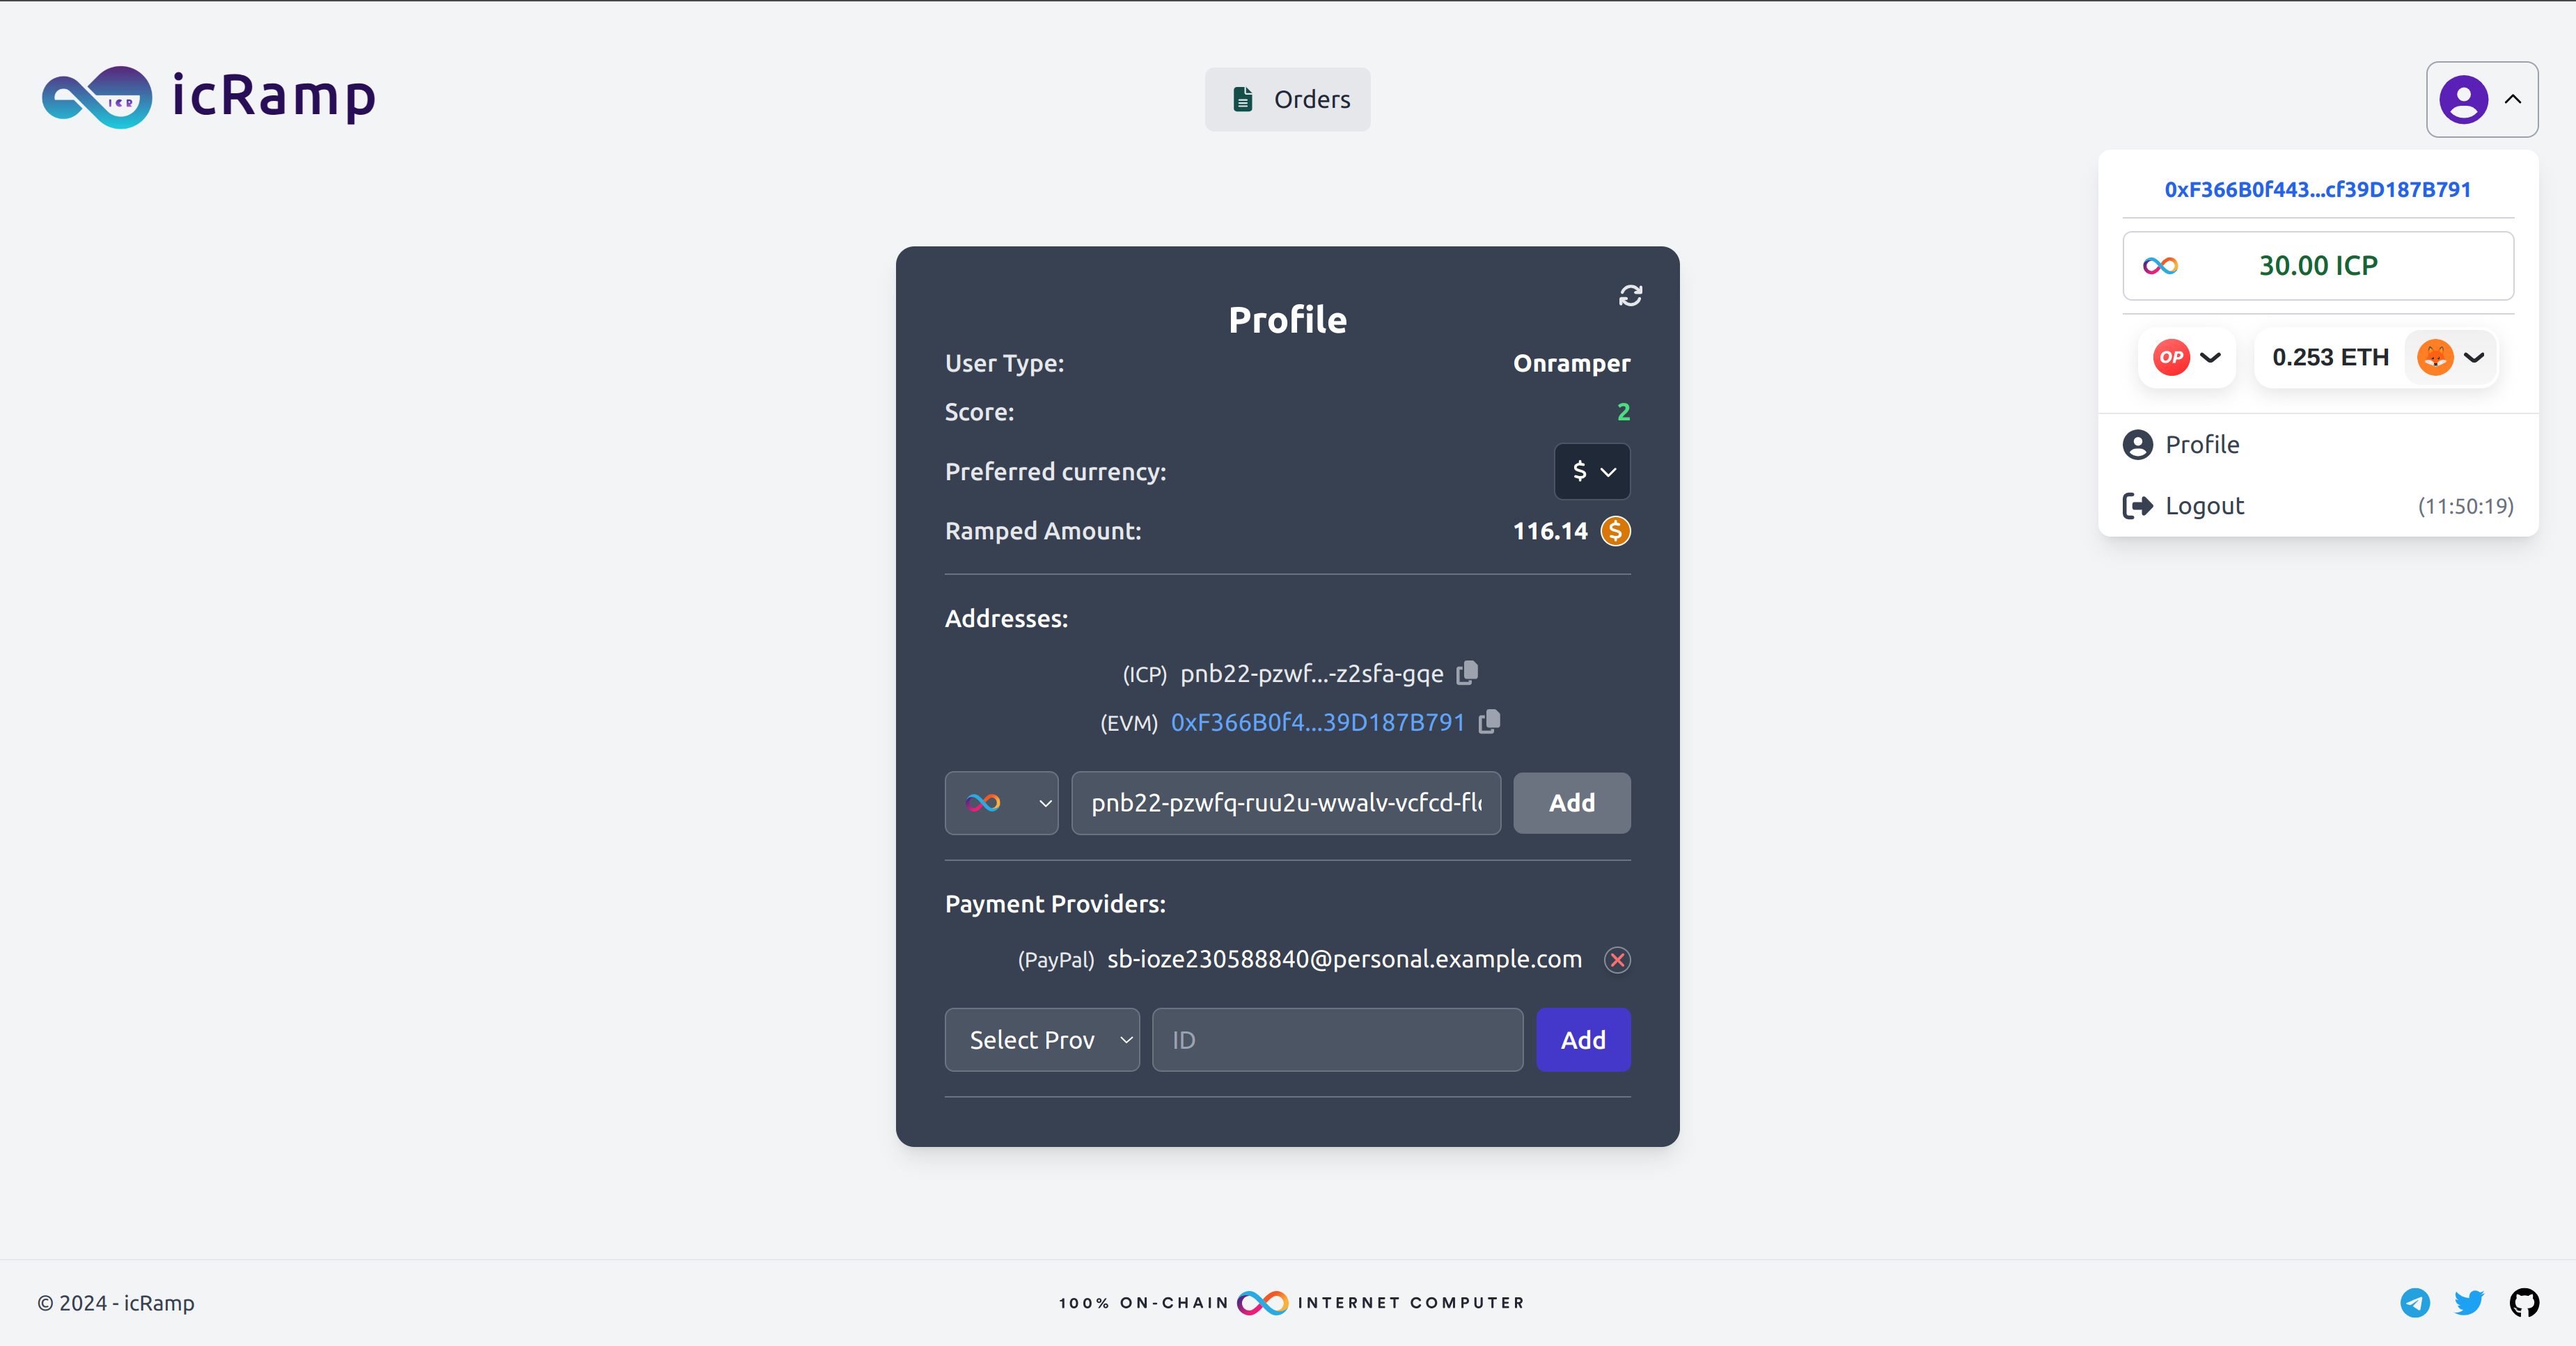 ICR icRamp
Orders
0xF366B0f443...cf39D187B791
30.00 ICP
OP 0.253 ETH
Profile
Logout (11:50:19)
Profile
User Type: Onramper
Score: 2
Preferred currency: $
Ramped Amount: 116.14 $
Addresses:
(ICP) pnb22-pzwf...-z2sfa-gqe
(EVM) 0xF366B0f4...39D187B791
pnb22-pzwfq-ruu2u-wwalv-vcfcd-fl Add
Payment Providers:
(PayPal) sb-ioze230588840@personal.example.com
Select Prov ID Add
© 2024 - icRamp
100% ON-CHAIN INTERNET COMPUTER